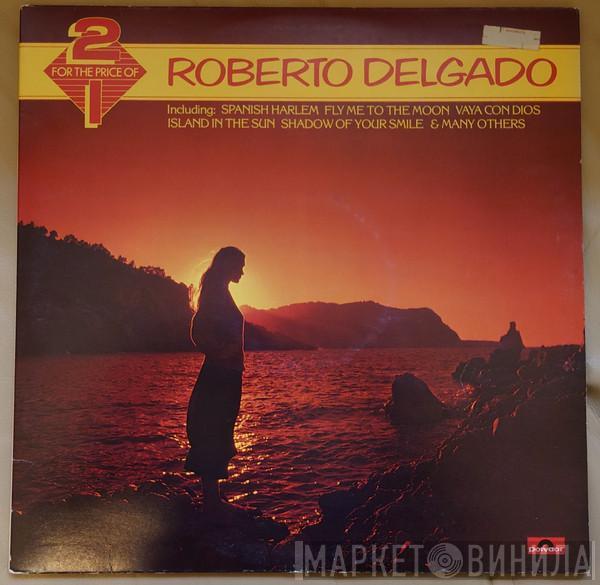 2
FOR THE PRICE OF
1
ROBERTO DELGADO
Including: SPANISH HARLEM FLY ME TO THE MOON VAYA CON DIOS
ISLAND IN THE SUN SHADOW OF YOUR SMILE & MANY OTHERS
Polydor
МАРКЕТ ВИНИЛА